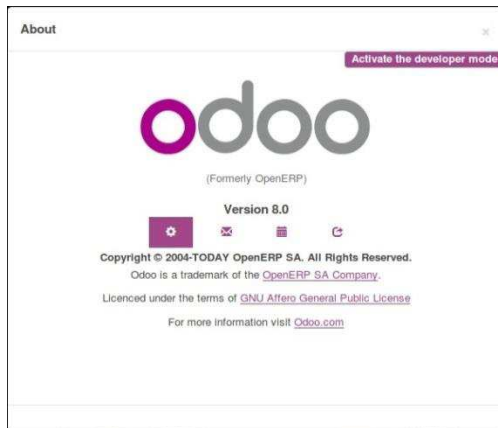 About
×
Activate the developer mode
odoo
(Formerly OpenERP)
Version 8.0
Copyright © 2004-TODAY OpenERP SA. All Rights Reserved.
Odoo is a trademark of the OpenERP SA Company.
Licenced under the terms of GNU Affero General Public License
For more information visit Odoo.com